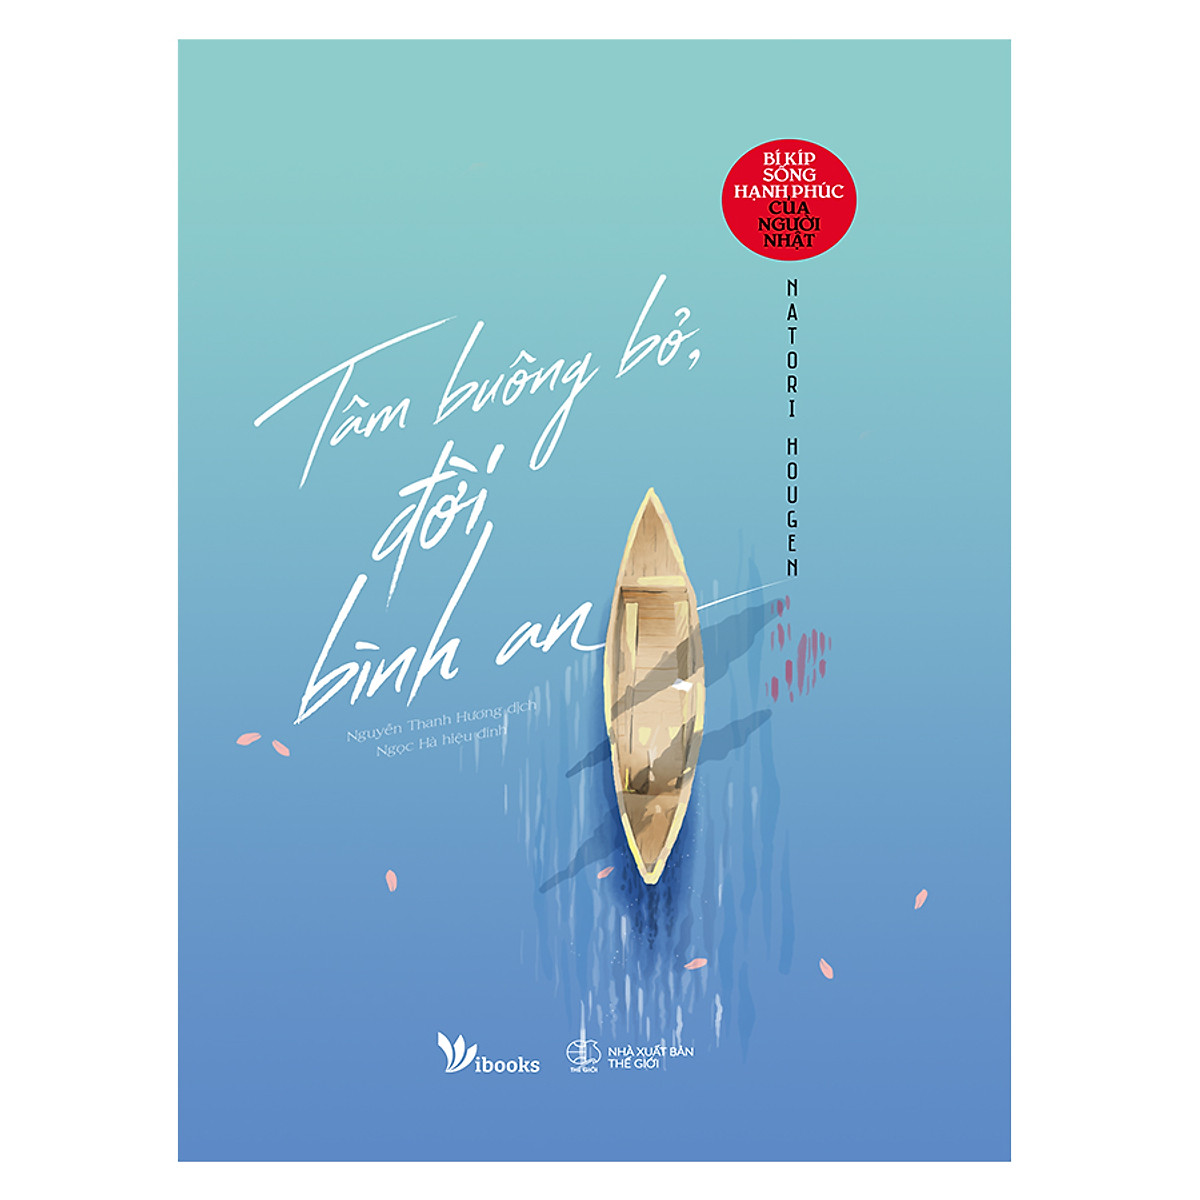 BÍ KÍP
SỐNG
HẠNH PHÚC
CỦA
NGƯỜI
NHẬT
NATORI HOUGEN
Tâm buông bỏ,
đời
bình an
Nguyễn Thanh Hương dịch
Ngọc Hà hiệu đính
ibooks
THẾ GIỚI
NHÀ XUẤT BẢN
THẾ GIỚI